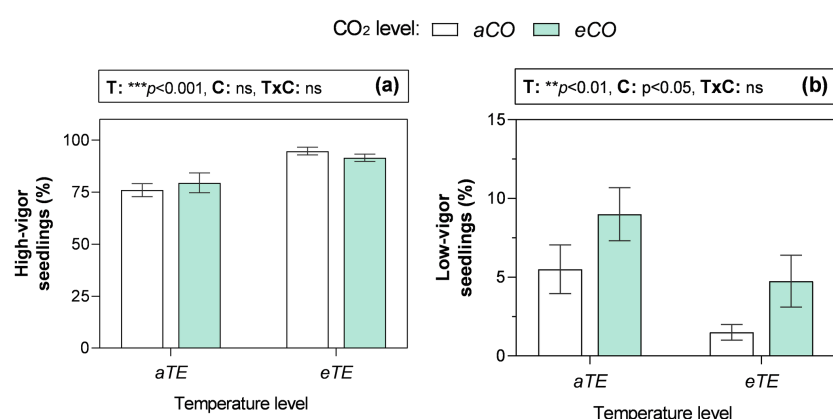 CO₂ level: aCO eCO
T: ***p<0.001, C: ns, TxC: ns (a)
High-vigor seedlings (%)
100
75
50
25
0
aTE eTE
Temperature level
T: **p<0.01, C: p<0.05, TxC: ns (b)
Low-vigor seedlings (%)
15
10
5
0
aTE eTE
Temperature level